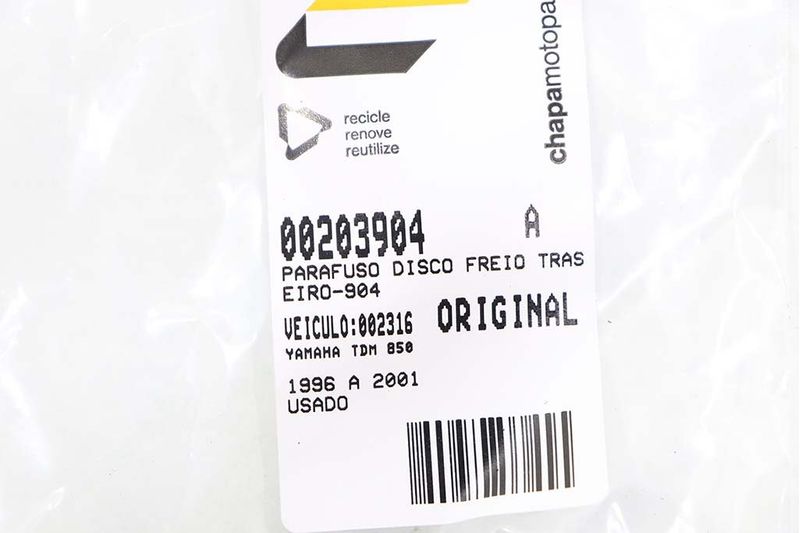 chapamotopa
recicle
renove
reutilize
00203904 A
PARAFUSO DISCO FREIO TRAS
EIRO-904
VEICULO:002316 ORIGINAL
YAMAHA TDM 850
1996 A 2001
USADO